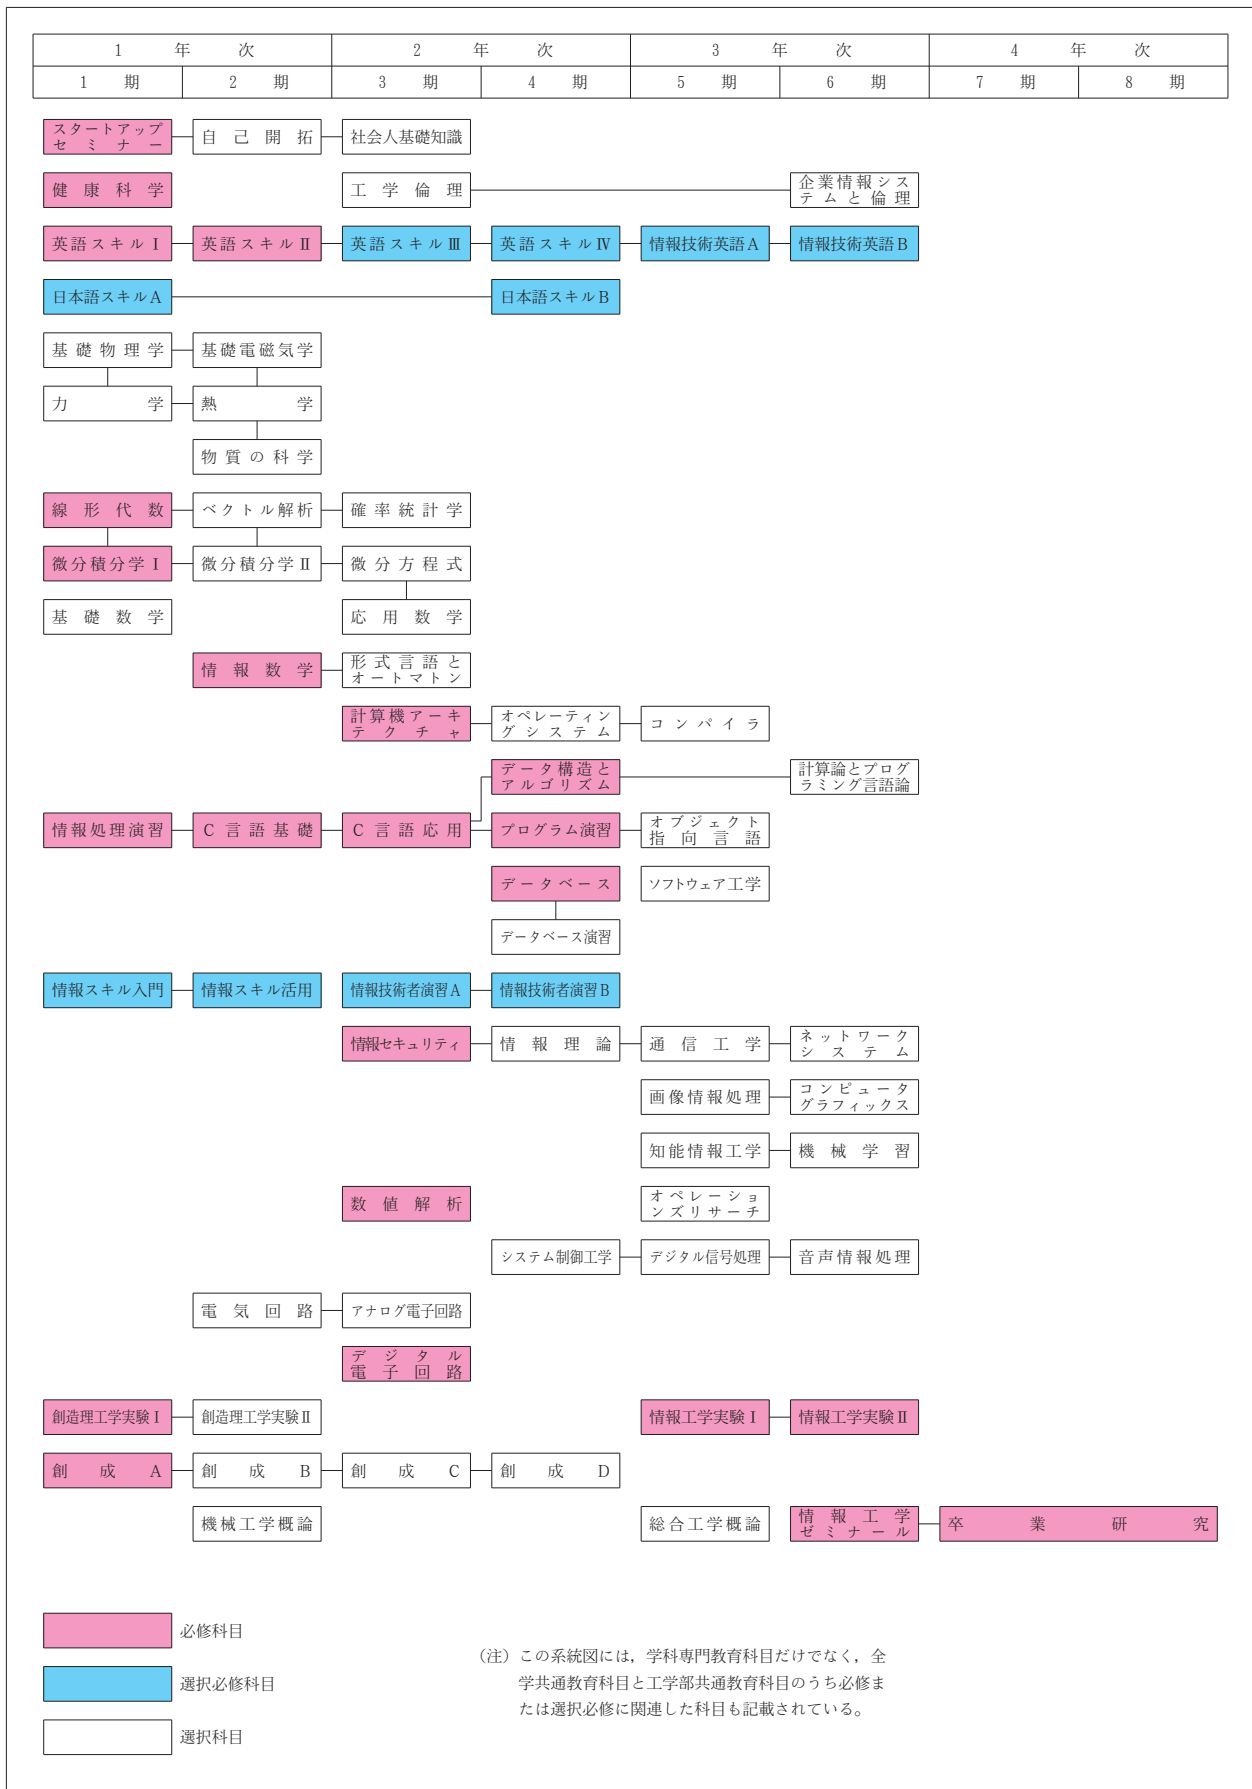 1年次 2年次 3年次 4年次
1期 2期 3期 4期 5期 6期 7期 8期
スタートアップ
セミナー
自己開拓
社会人基礎知識
健康科学
工学倫理
企業情報シス
テムと倫理
英語スキルⅠ
英語スキルⅡ
英語スキルⅢ
英語スキルⅣ
情報技術英語A
情報技術英語B
日本語スキルA
日本語スキルB
基礎物理学
基礎電磁気学
力学
熱学
物質の科学
線形代数
ベクトル解析
確率統計学
微分積分学Ⅰ
微分積分学Ⅱ
微分方程式
基礎数学
応用数学
情報数学
形式言語と
オートマトン
計算機アーキ
テクチャ
オペレーティン
グシステム
コンパイラ
データ構造と
アルゴリズム
計算論とプログ
ラミング言語論
情報処理演習
C言語基礎
C言語応用
プログラム演習
オブジェクト
指向言語
データベース
ソフトウェア工学
データベース演習
情報スキル入門
情報スキル活用
情報技術者演習A
情報技術者演習B
情報セキュリティ
情報理論
通信工学
ネットワーク
システム
画像情報処理
コンピュータ
グラフィックス
知能情報工学
機械学習
数値解析
オペレーショ
ンズリサーチ
システム制御工学
デジタル信号処理
音声情報処理
電気回路
アナログ電子回路
デジタル
電子回路
創造理工学実験Ⅰ
創造理工学実験Ⅱ
情報工学実験Ⅰ
情報工学実験Ⅱ
創成A
創成B
創成C
創成D
機械工学概論
総合工学概論
情報工学
ゼミナール
卒業研究
必修科目
選択必修科目
選択科目
（注）この系統図には，学科専門教育科目だけでなく，全
学共通教育科目と工学部共通教育科目のうち必修ま
たは選択必修に関連した科目も記載されている。